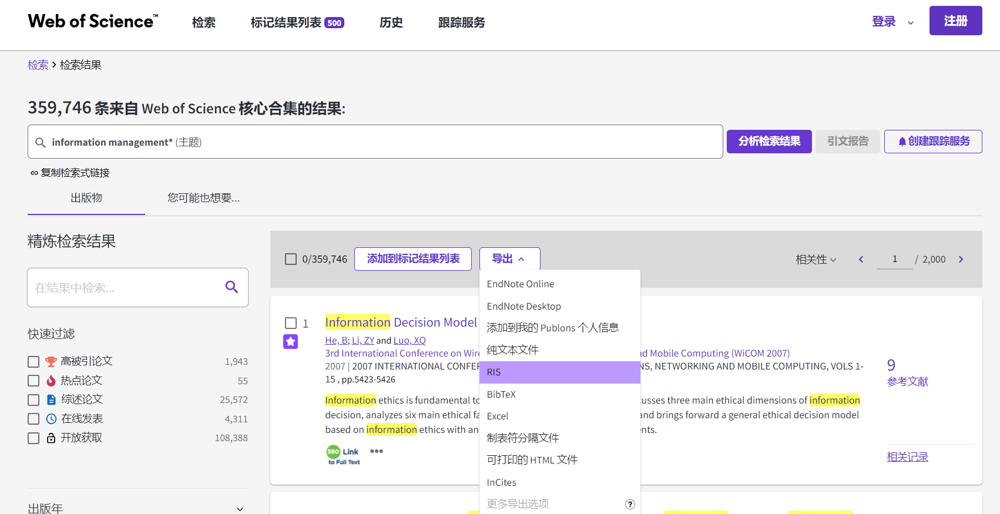 Web of Science™ 检索 标记结果列表 500 历史 跟踪服务 登录 注册
检索 > 检索结果
359,746 条来自 Web of Science 核心合集的结果:
information management* (主题) 分析检索结果 引文报告 创建跟踪服务
复制检索式链接
出版物 您可能也想要...
精炼检索结果
在结果中检索...
快速过滤
高被引论文 1,943
热点论文 55
综述论文 25,572
在线发表 4,311
开放获取 108,388
出版年
0/359,746 添加到标记结果列表 导出 相关性 1 / 2,000
EndNote Online
EndNote Desktop
添加到我的 Publons 个人信息
纯文本文件
RIS
BibTeX
Excel
制表符分隔文件
可打印的 HTML 文件
InCites
更多导出选项 ?
1 Information Decision Model
He, B; Li, ZY and Luo, XQ
3rd International Conference on Wire nd Mobile Computing (WiCOM 2007)
2007 | 2007 INTERNATIONAL CONFER NS, NETWORKING AND MOBILE COMPUTING, VOLS 1-
15 , pp.5423-5426
Information ethics is fundamental to cusses three main ethical dimensions of information
decision, analyzes six main ethical fa and brings forward a general ethical decision model
based on information ethics with an nts.
360 Link
to Full Text
9
参考文献
相关记录